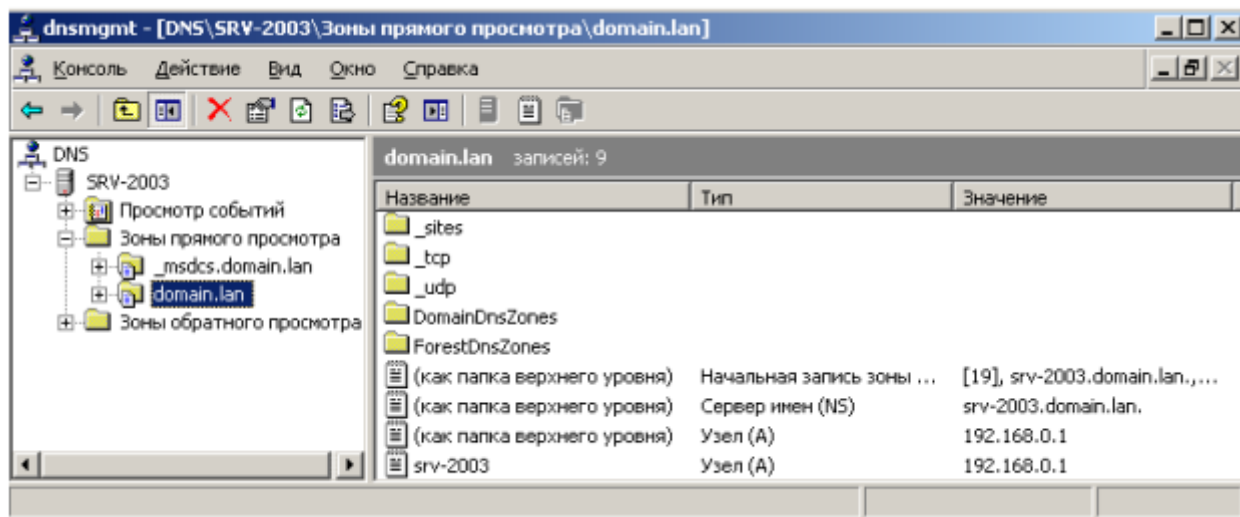 dnsmgmt - [DNS\SRV-2003\Зоны прямого просмотра\domain.lan]
Консоль Действие Вид Окно Справка
DNS
SRV-2003
Просмотр событий
Зоны прямого просмотра
_msdcs.domain.lan
domain.lan
Зоны обратного просмотра
domain.lan записей: 9
Название Тип Значение
_sites
_tcp
_udp
DomainDnsZones
ForestDnsZones
(как папка верхнего уровня) Начальная запись зоны ... [19], srv-2003.domain.lan.,...
(как папка верхнего уровня) Сервер имен (NS) srv-2003.domain.lan.
(как папка верхнего уровня) Узел (A) 192.168.0.1
srv-2003 Узел (A) 192.168.0.1